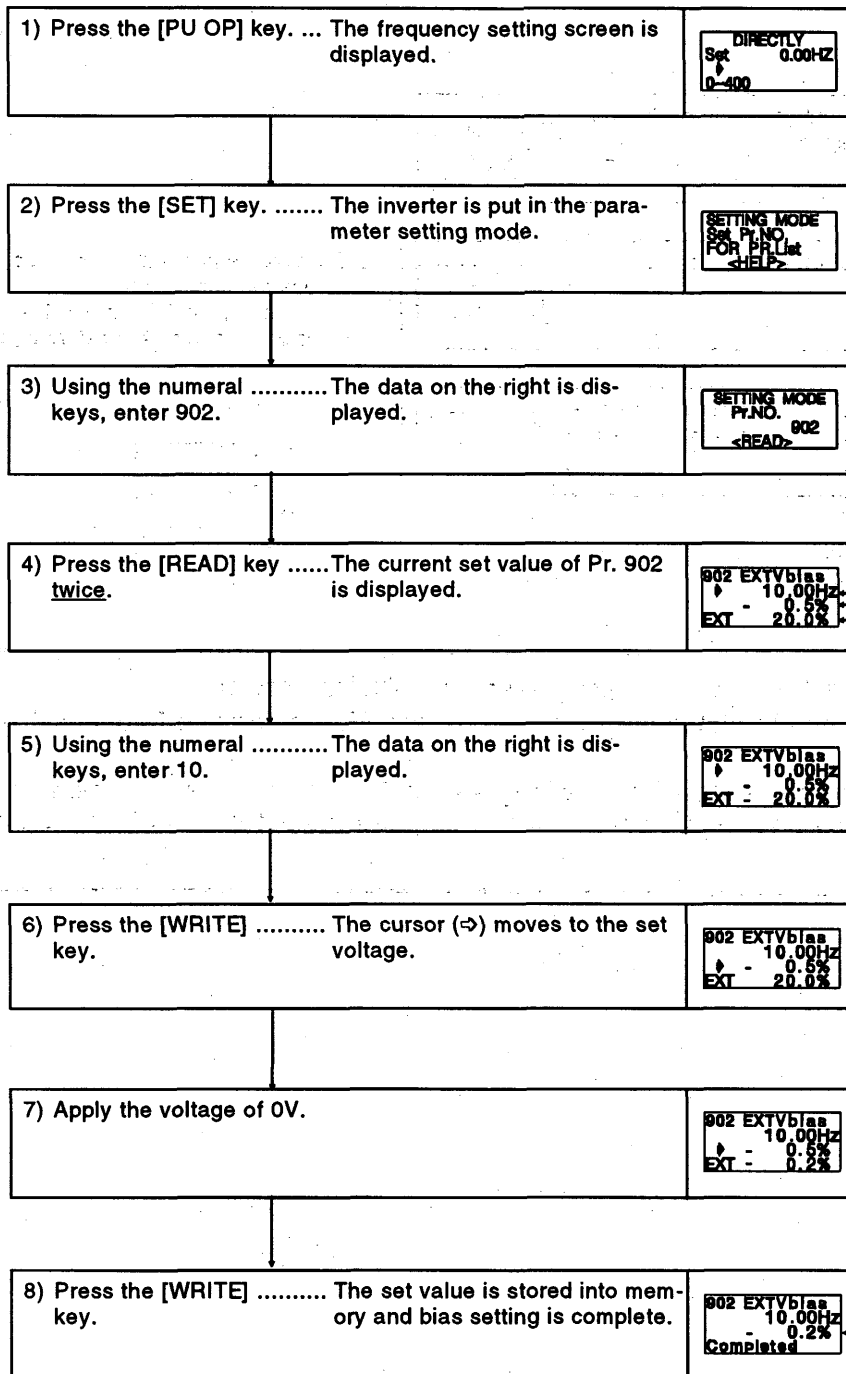 1) Press the [PU OP] key. ... The frequency setting screen is
displayed.
DIRECTLY
Set 0.00HZ
0~400
2) Press the [SET] key. ....... The inverter is put in the para-
meter setting mode.
SETTING MODE
Set Pr.NO.
FOR PR.List
<HELP>
3) Using the numeral ........... The data on the right is dis-
keys, enter 902. played.
SETTING MODE
Pr.NO.
902
<READ>
4) Press the [READ] key ...... The current set value of Pr. 902
twice. is displayed.
902 EXTVbias
10.00Hz
- 0.5%
EXT 20.0%
5) Using the numeral ........... The data on the right is dis-
keys, enter 10. played.
902 EXTVbias
10.00Hz
- 0.5%
EXT - 20.0%
6) Press the [WRITE] .......... The cursor (⇨) moves to the set
key. voltage.
902 EXTVbias
10.00Hz
- 0.5%
EXT 20.0%
7) Apply the voltage of 0V.
902 EXTVbias
10.00Hz
- 0.5%
EXT - 0.2%
8) Press the [WRITE] .......... The set value is stored into mem-
key. ory and bias setting is complete.
902 EXTVbias
10.00Hz
- 0.2%
Completed